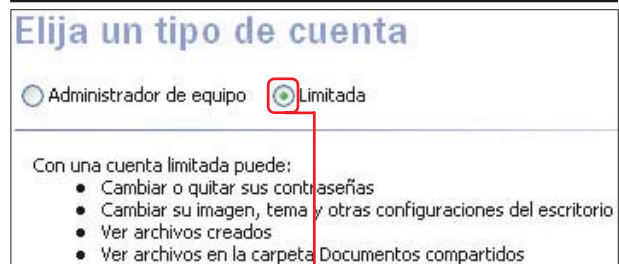 Elija un tipo de cuenta
Administrador de equipo Limitada
Con una cuenta limitada puede:
• Cambiar o quitar sus contraseñas
• Cambiar su imagen, tema y otras configuraciones del escritorio
• Ver archivos creados
• Ver archivos en la carpeta Documentos compartidos